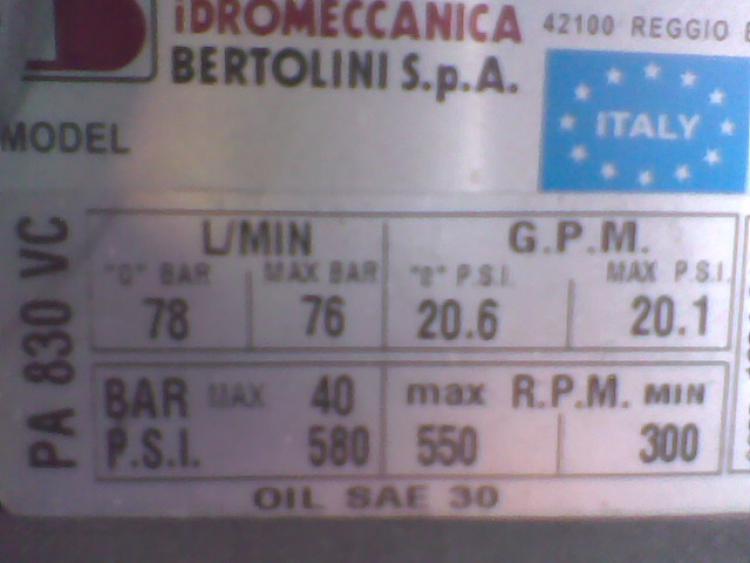 iDROMECCANICA 42100 REGGIO
BERTOLINI S.p.A.
ITALY
MODEL
PA 830 VC
L/MIN G.P.M.
"0" BAR MAX BAR "0" P.S.I. MAX P.S.I.
78 76 20.6 20.1
BAR MAX 40 max R.P.M. MIN
P.S.I. 580 550 300
OIL SAE 30